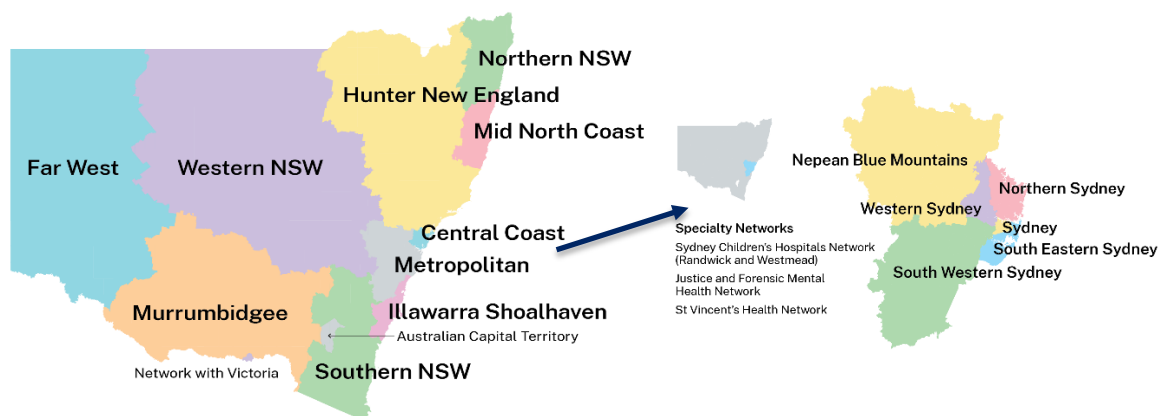 Northern NSW
Hunter New England
Mid North Coast
Far West
Western NSW
Central Coast
Metropolitan
Murrumbidgee
Illawarra Shoalhaven
Australian Capital Territory
Network with Victoria
Southern NSW
Specialty Networks
Sydney Children's Hospitals Network
(Randwick and Westmead)
Justice and Forensic Mental
Health Network
St Vincent's Health Network
Nepean Blue Mountains
Northern Sydney
Western Sydney
Sydney
South Eastern Sydney
South Western Sydney